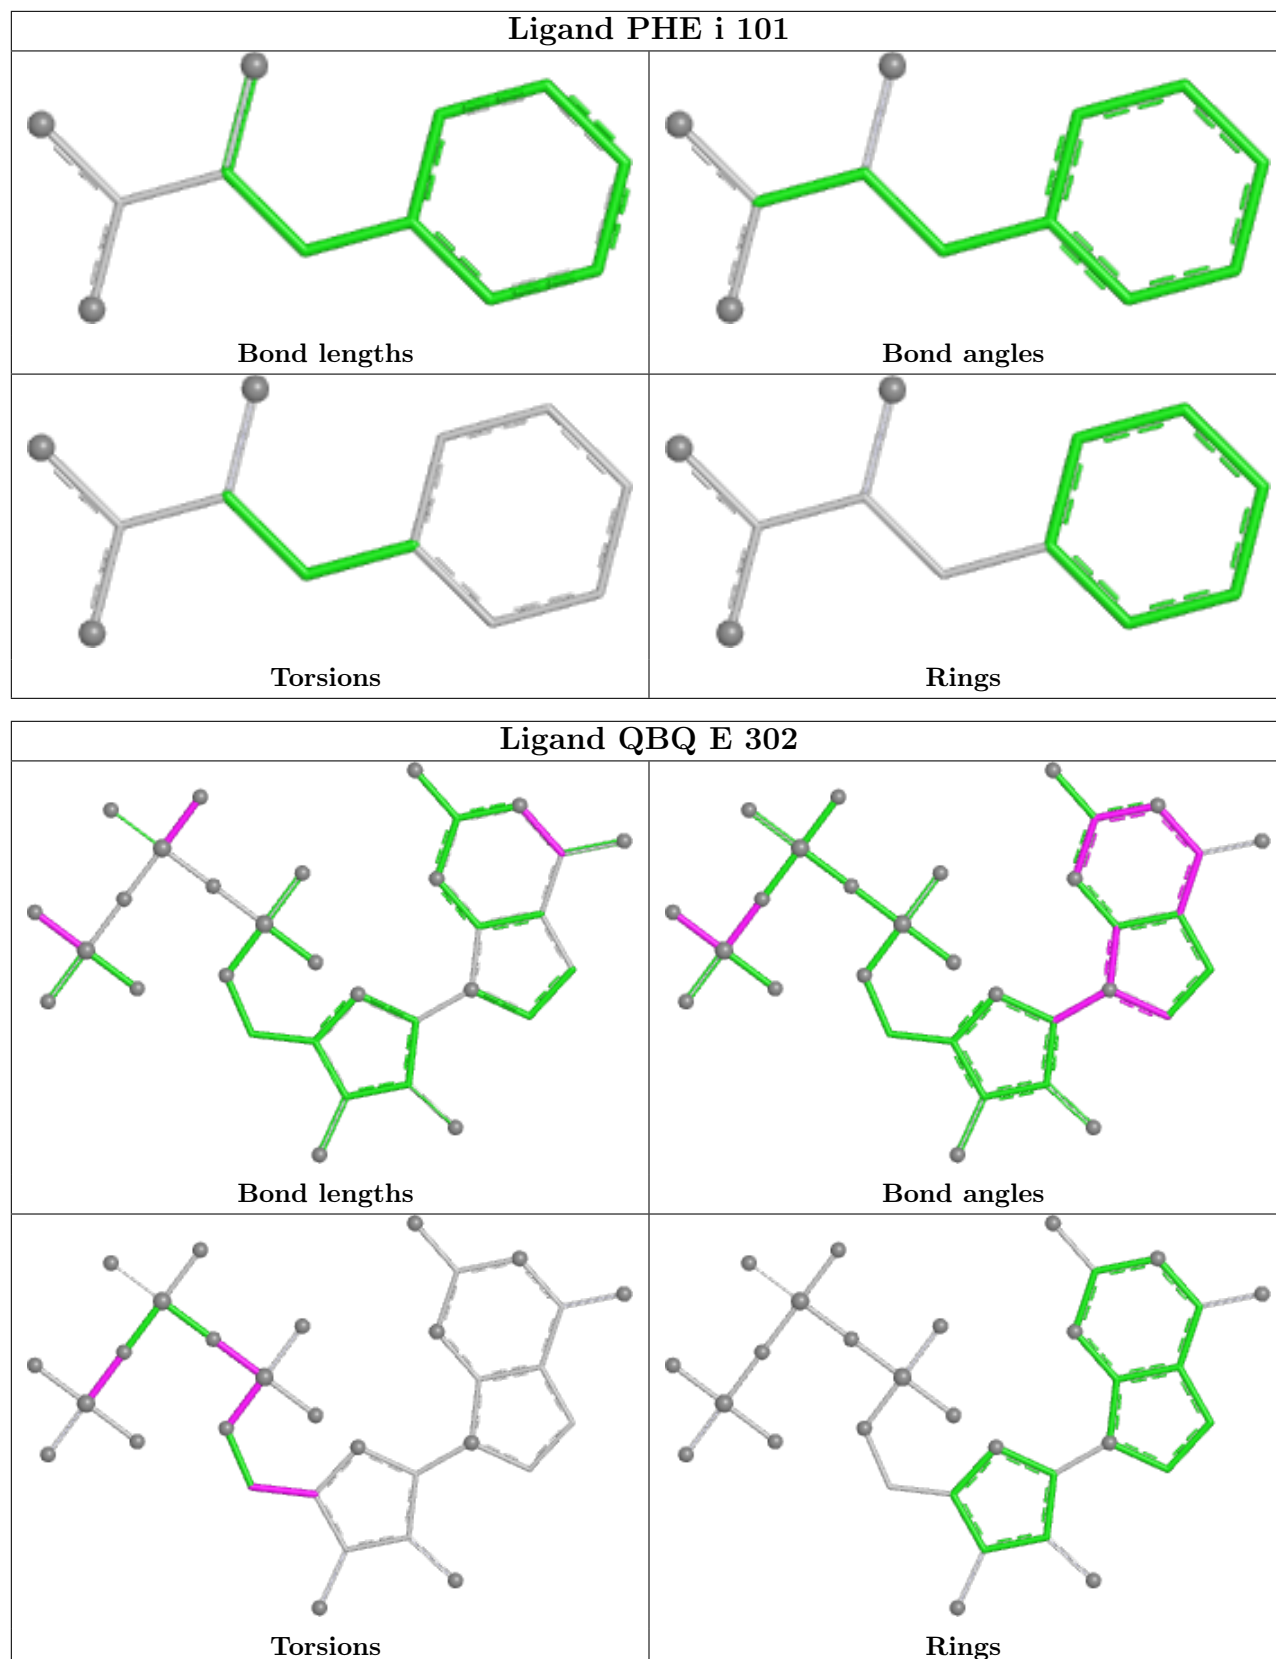 Ligand PHE i 101
Bond lengths
Bond angles
Torsions
Rings
Ligand QBQ E 302
Bond lengths
Bond angles
Torsions
Rings